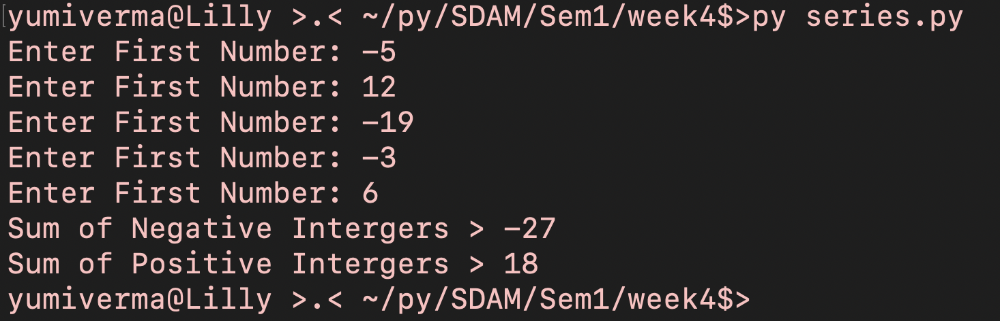 yumiverma@Lilly >.< ~/py/SDAM/Sem1/week4$>py series.py
Enter First Number: -5
Enter First Number: 12
Enter First Number: -19
Enter First Number: -3
Enter First Number: 6
Sum of Negative Intergers > -27
Sum of Positive Intergers > 18
yumiverma@Lilly >.< ~/py/SDAM/Sem1/week4$>